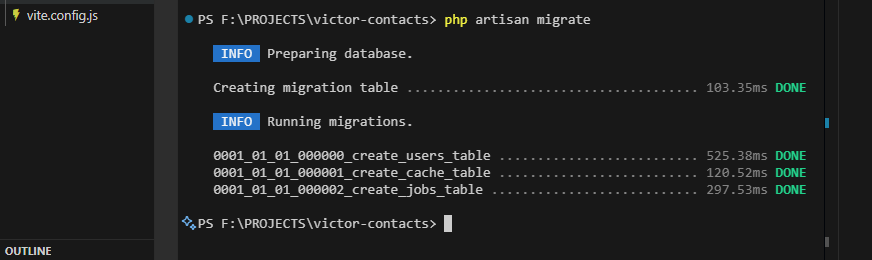 vite.config.js
PS F:\PROJECTS\victor-contacts> php artisan migrate
INFO Preparing database.
Creating migration table ....................................... 103.35ms DONE
INFO Running migrations.
0001_01_01_000000_create_users_table ........................... 525.38ms DONE
0001_01_01_000001_create_cache_table ........................... 120.52ms DONE
0001_01_01_000002_create_jobs_table ............................ 297.53ms DONE
PS F:\PROJECTS\victor-contacts>
OUTLINE